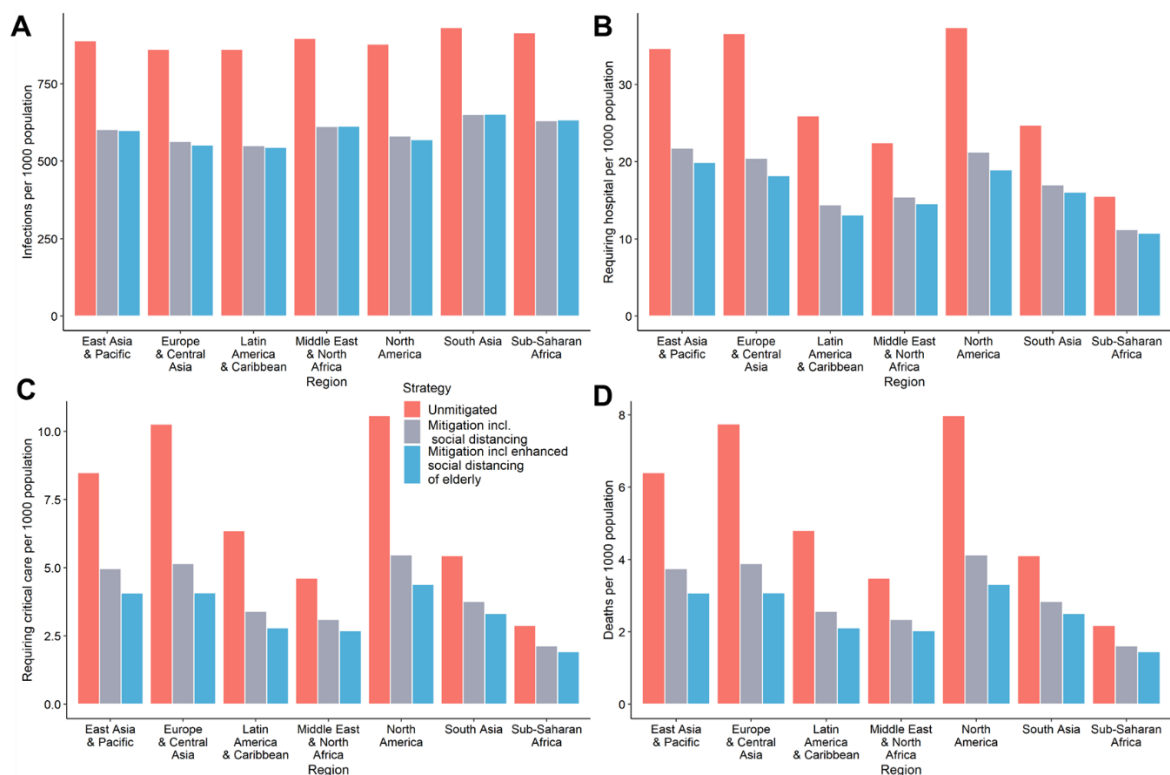 A
Infections per 1000 population
750
500
250
0
East Asia
& Pacific
Europe
& Central
Asia
Latin
America
& Caribbean
Middle East
& North
Africa
North
America
South Asia
Sub-Saharan
Africa
Region
B
Requiring hospital per 1000 population
30
20
10
0
East Asia
& Pacific
Europe
& Central
Asia
Latin
America
& Caribbean
Middle East
& North
Africa
North
America
South Asia
Sub-Saharan
Africa
Region
C
Requiring critical care per 1000 population
10.0
7.5
5.0
2.5
0.0
Strategy
Unmitigated
Mitigation incl.
social distancing
Mitigation incl enhanced
social distancing
of elderly
East Asia
& Pacific
Europe
& Central
Asia
Latin
America
& Caribbean
Middle East
& North
Africa
North
America
South Asia
Sub-Saharan
Africa
Region
D
Deaths per 1000 population
8
6
4
2
0
East Asia
& Pacific
Europe
& Central
Asia
Latin
America
& Caribbean
Middle East
& North
Africa
North
America
South Asia
Sub-Saharan
Africa
Region